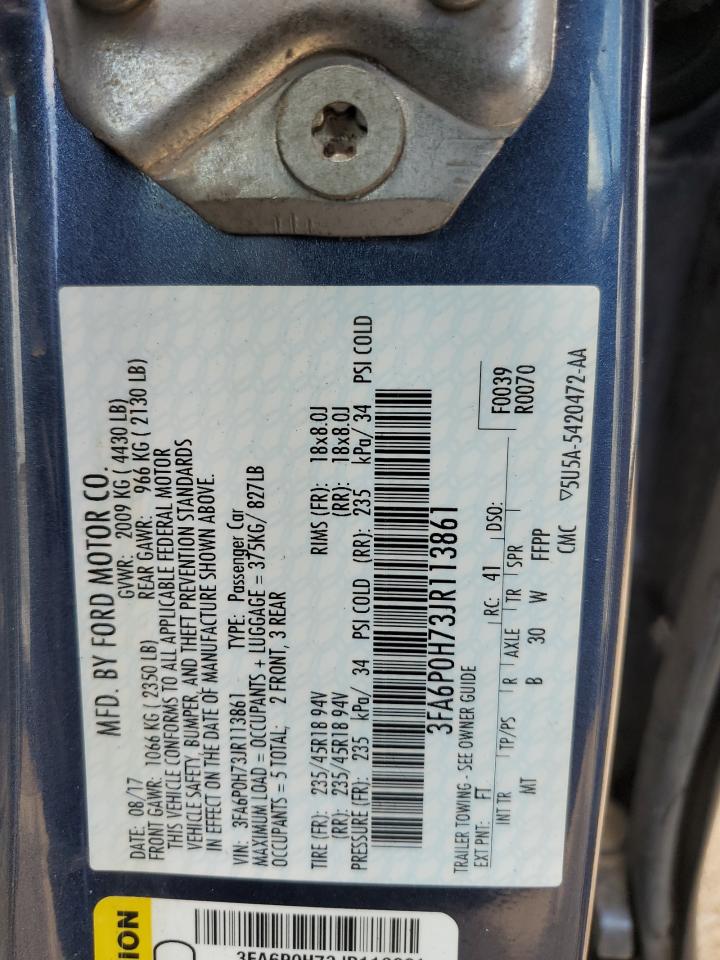 MFD. BY FORD MOTOR CO.
DATE: 08/17 GVWR: 2009 KG ( 4430 LB)
FRONT GAWR: 1066 KG ( 2350 LB) REAR GAWR: 966 KG ( 2130 LB)
THIS VEHICLE CONFORMS TO ALL APPLICABLE FEDERAL MOTOR
VEHICLE SAFETY, BUMPER, AND THEFT PREVENTION STANDARDS
IN EFFECT ON THE DATE OF MANUFACTURE SHOWN ABOVE.
VIN: 3FA6P0H73JR113861 TYPE: Passenger Car
MAXIMUM LOAD = OCCUPANTS + LUGGAGE = 375KG/ 827LB
OCCUPANTS = 5 TOTAL: 2 FRONT, 3 REAR
TIRE (FR): 235/45R18 94V RIMS (FR): 18x8.0J
(RR): 235/45R18 94V (RR): 18x8.0J
PRESSURE (FR): 235 kPa/ 34 PSI COLD (RR): 235 kPa/ 34 PSI COLD
3FA6P0H73JR113861
TRAILER TOWING - SEE OWNER GUIDE F0039
EXT PNT: FT RC: 41 DSO: R0070
INT TR TP/PS R AXLE TR SPR
MT B 30 W FFPP
CMC ▽5U5A-5420472-AA
ION